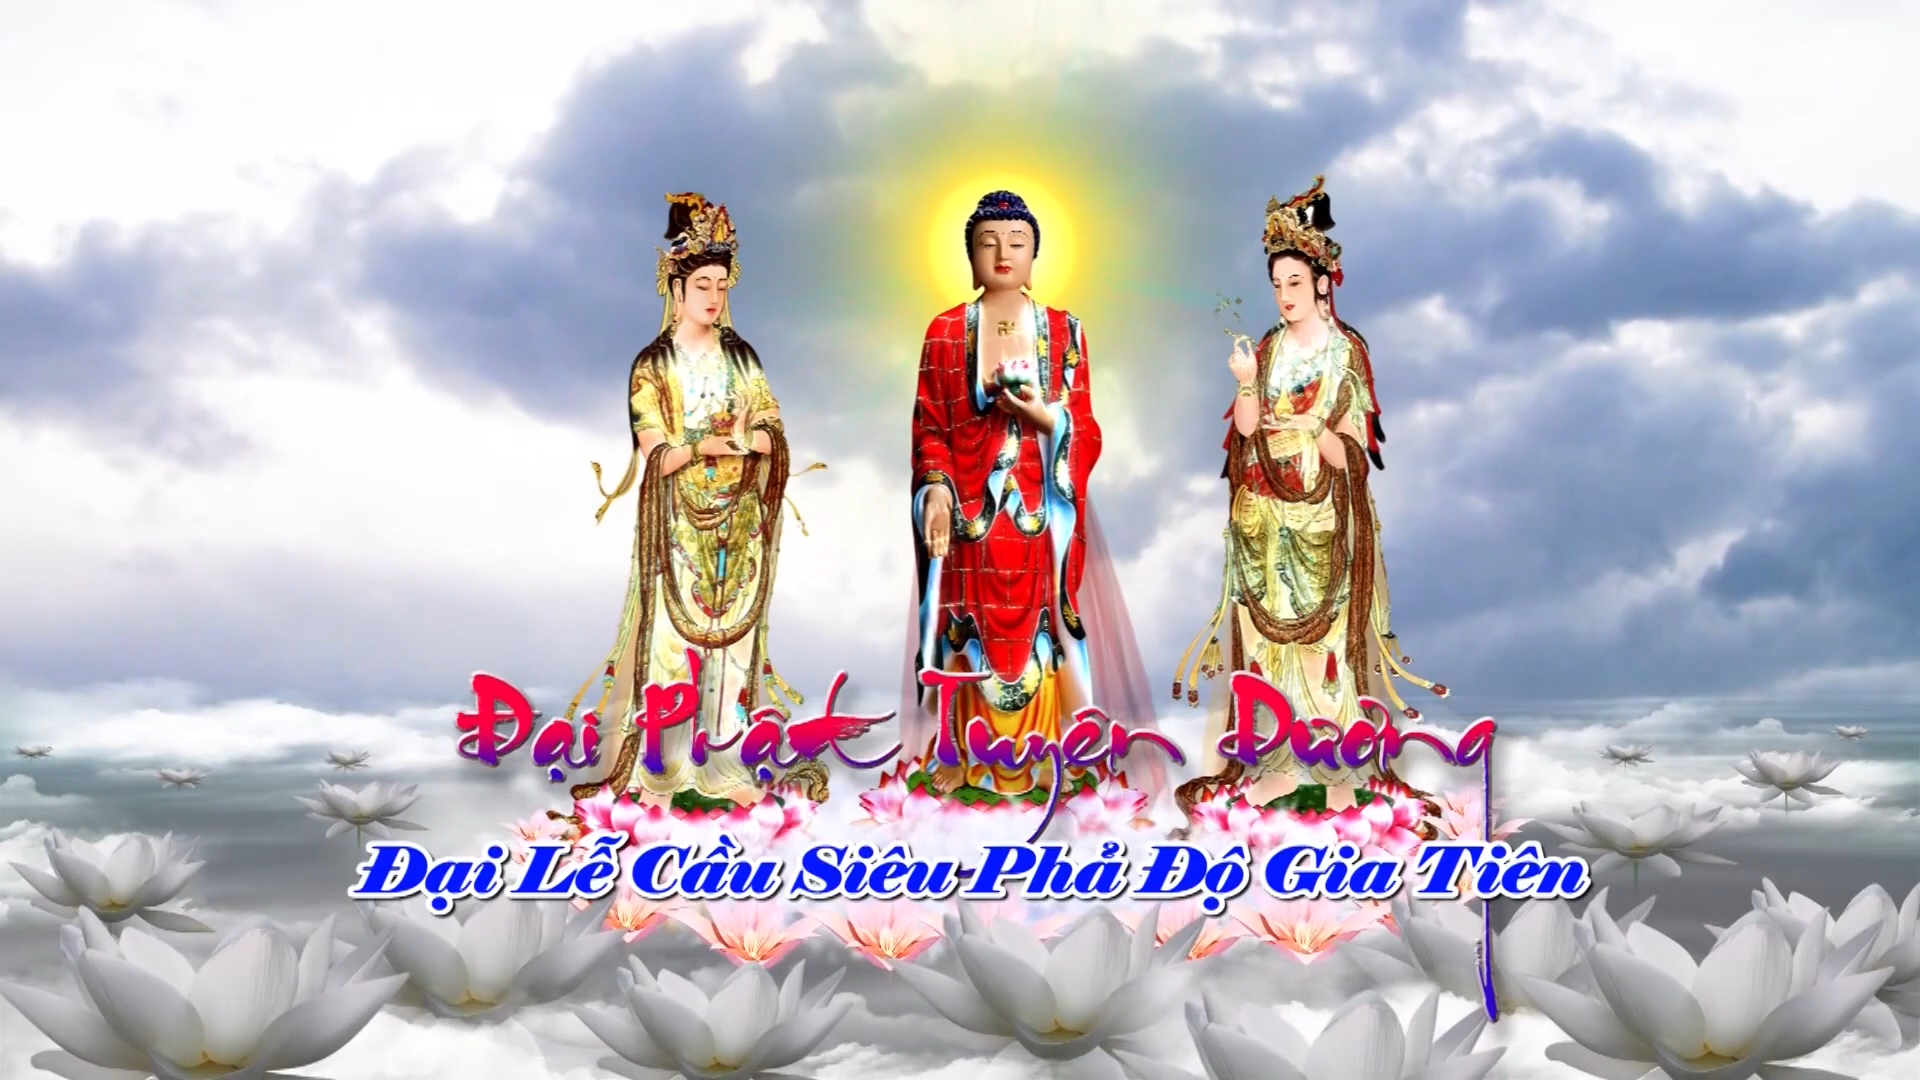 Đại Phật Tuyên Dương
Đại Lễ Cầu Siêu Phả Độ Gia Tiên